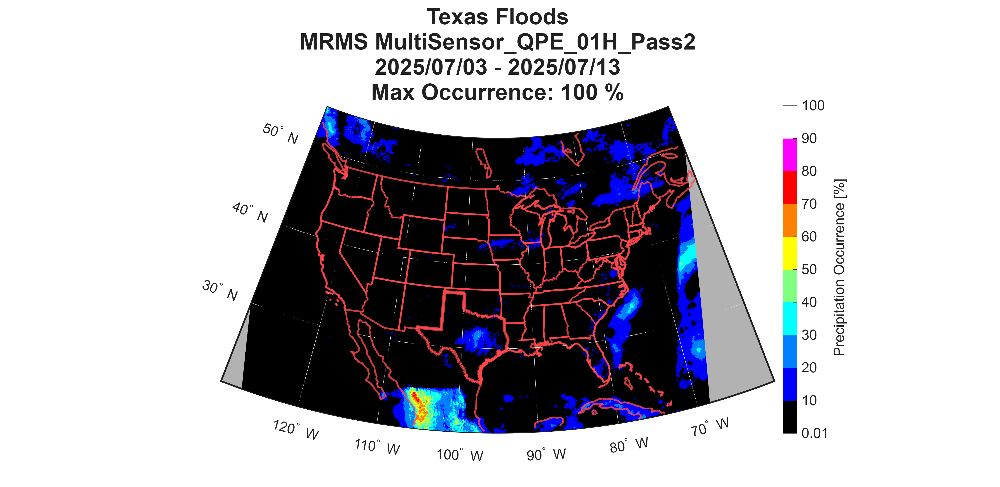 Texas Floods
MRMS MultiSensor_QPE_01H_Pass2
2025/07/03 - 2025/07/13
Max Occurrence: 100 %
50° N
40° N
30° N
120° W
110° W
100° W
90° W
80° W
70° W
100
90
80
70
60
50
40
30
20
10
0.01
Precipitation Occurrence [%]